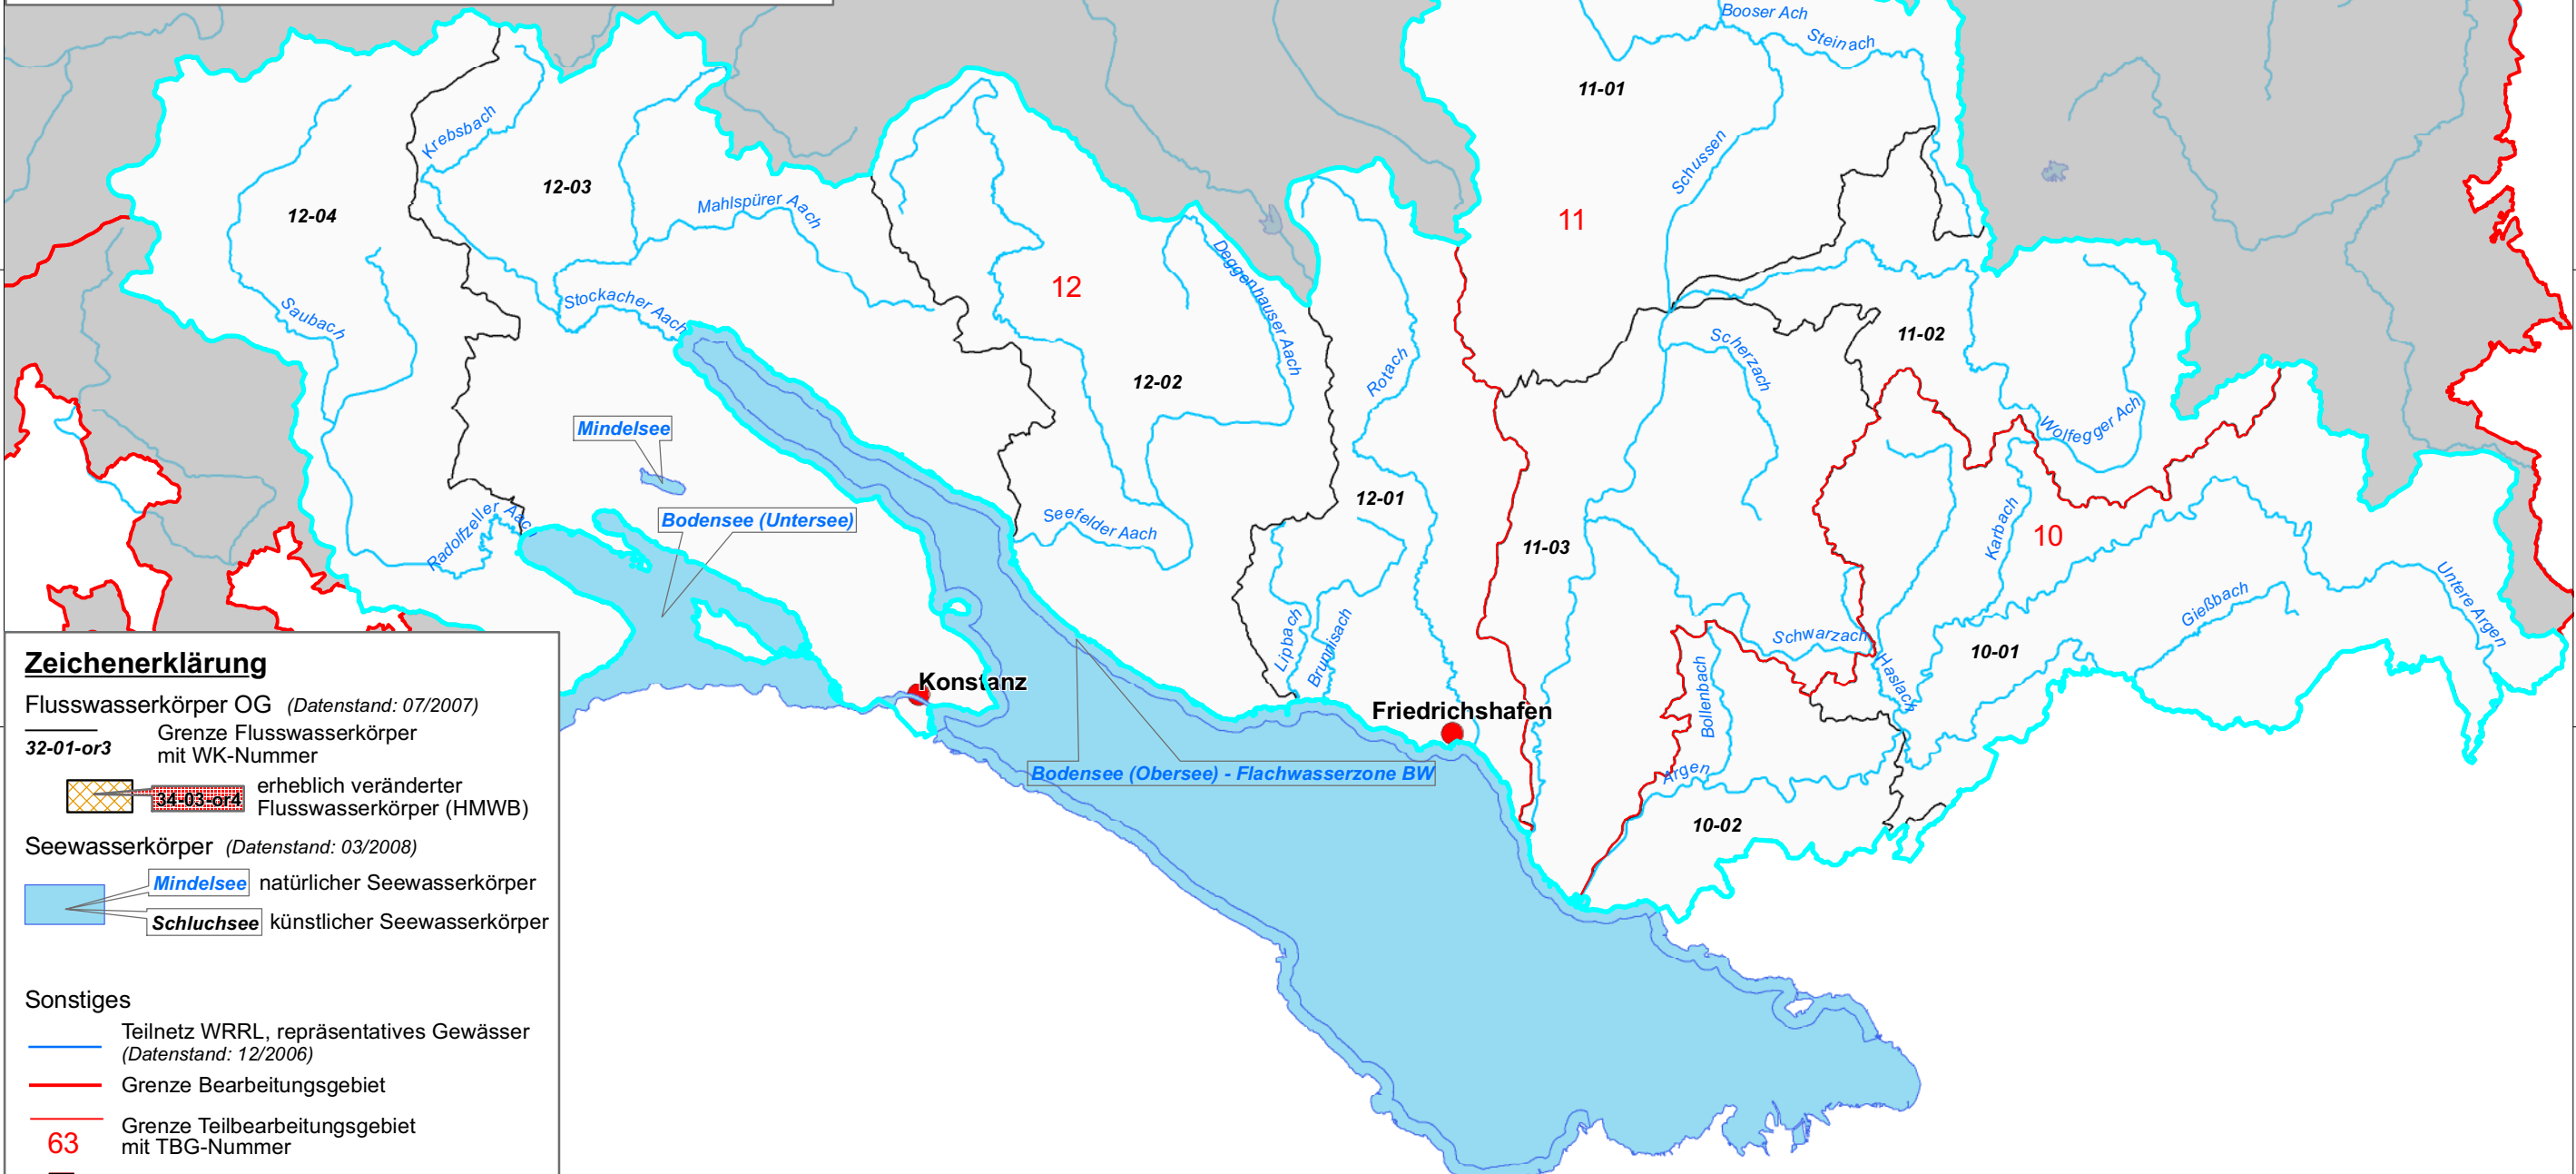 Booser Ach
Steinach
11-01
Krebsbach
Schussen
12-03
Mahlspürer Aach
12-04
11
Deggenhauser Aach
12
Saubach
Stockacher Aach
Scherzach
11-02
Rotach
12-02
Mindelsee
Wolfegger Ach
12-01
Bodensee (Untersee)
Seefelder Aach
Radolfzeller Aac
Karbach
10
11-03
Untere Argen
Gießbach
Lipbach
Brunnisach
Schwarzach
10-01
Haslach
Bollenbach
Konstanz
Friedrichshafen
Bodensee (Obersee) - Flachwasserzone BW
Argen
10-02
Zeichenerklärung
Flusswasserkörper OG (Datenstand: 07/2007)
32-01-or3
Grenze Flusswasserkörper
mit WK-Nummer
34-03-or4
erheblich veränderter
Flusswasserkörper (HMWB)
Seewasserkörper (Datenstand: 03/2008)
Mindelsee natürlicher Seewasserkörper
Schluchsee künstlicher Seewasserkörper
Sonstiges
Teilnetz WRRL, repräsentatives Gewässer
(Datenstand: 12/2006)
Grenze Bearbeitungsgebiet
63
Grenze Teilbearbeitungsgebiet
mit TBG-Nummer